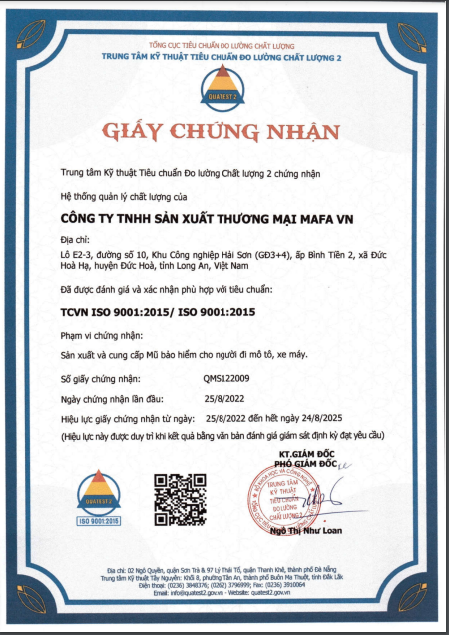 TỔNG CỤC TIÊU CHUẨN ĐO LƯỜNG CHẤT LƯỢNG
TRUNG TÂM KỸ THUẬT TIÊU CHUẨN ĐO LƯỜNG CHẤT LƯỢNG 2
QUATEST 2
GIẤY CHỨNG NHẬN
Trung tâm Kỹ thuật Tiêu chuẩn Đo lường Chất lượng 2 chứng nhận
Hệ thống quản lý chất lượng của
CÔNG TY TNHH SẢN XUẤT THƯƠNG MẠI MAFA VN
Địa chỉ:
Lô E2-3, đường số 10, Khu Công nghiệp Hải Sơn (GĐ3+4), ấp Bình Tiền 2, xã Đức
Hoà Hạ, huyện Đức Hoà, tỉnh Long An, Việt Nam
Đã được đánh giá và xác nhận phù hợp với tiêu chuẩn:
TCVN ISO 9001:2015/ ISO 9001:2015
Phạm vi chứng nhận:
Sản xuất và cung cấp Mũ bảo hiểm cho người đi mô tô, xe máy.
Số giấy chứng nhận: QMS122009
Ngày chứng nhận lần đầu: 25/8/2022
Hiệu lực giấy chứng nhận từ ngày: 25/8/2022 đến hết ngày 24/8/2025
(Hiệu lực này được duy trì khi kết quả bằng văn bản đánh giá giám sát định kỳ đạt yêu cầu)
KT.GIÁM ĐỐC
PHÓ GIÁM ĐỐC
TRUNG TÂM
KỸ THUẬT
TIÊU CHUẨN
ĐO LƯỜNG
CHẤT LƯỢNG 2
Ngô Thị Như Loan
QUATEST 2
ISO 9001:2015
Địa chỉ: 02 Ngô Quyền, quận Sơn Trà & 97 Lý Thái Tổ, quận Thanh Khê, thành phố Đà Nẵng
Trung tâm Kỹ thuật Tây Nguyên: Khối 8, phường Tân An, thành phố Buôn Ma Thuột, tỉnh Đắk Lắk
Điện thoại: (0236) 3848376; (0262) 3796999; Fax: (0236) 3910064
Email: info@quatest2.gov.vn - Website: quatest2.gov.vn